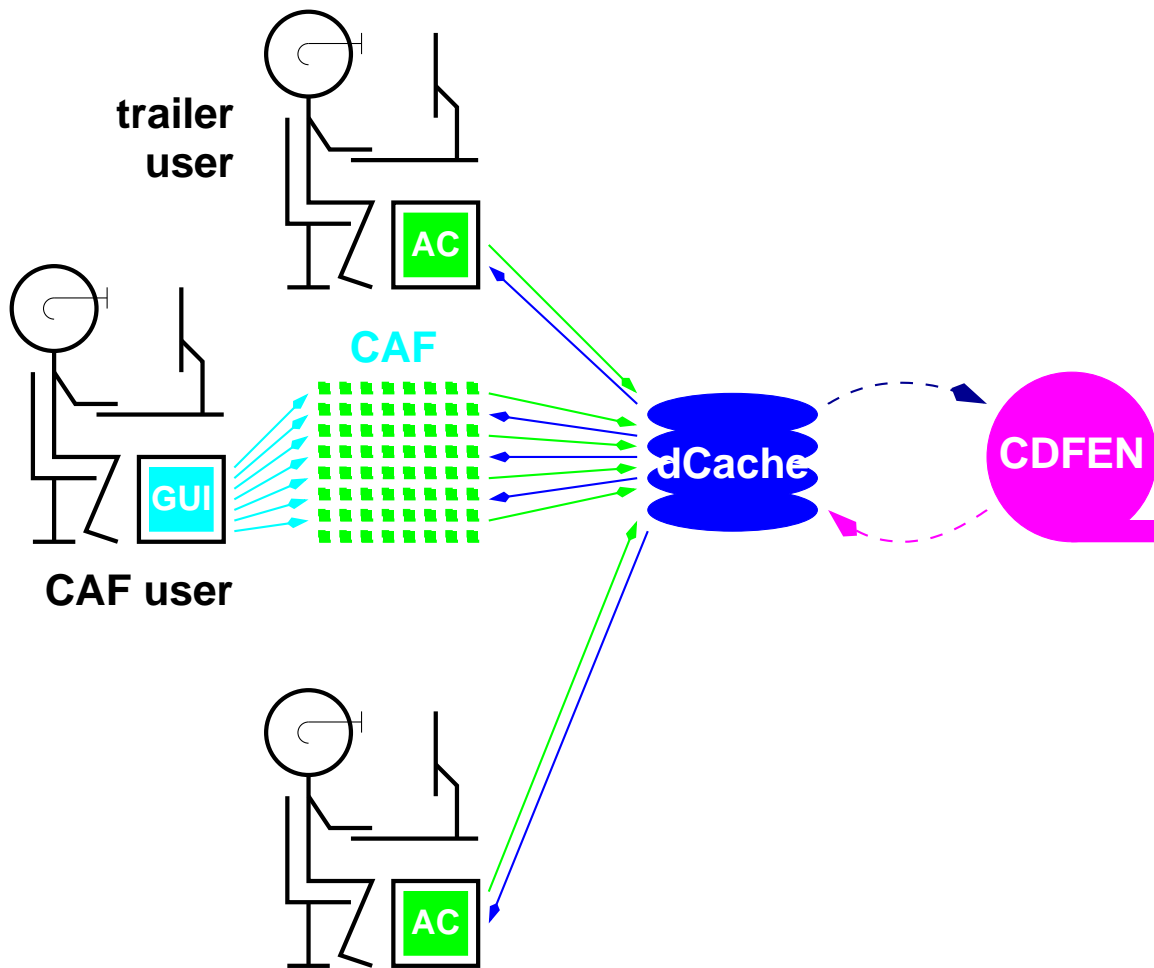 trailer
user
AC
CAF
GUI
dCache
CDFEN
CAF user
AC